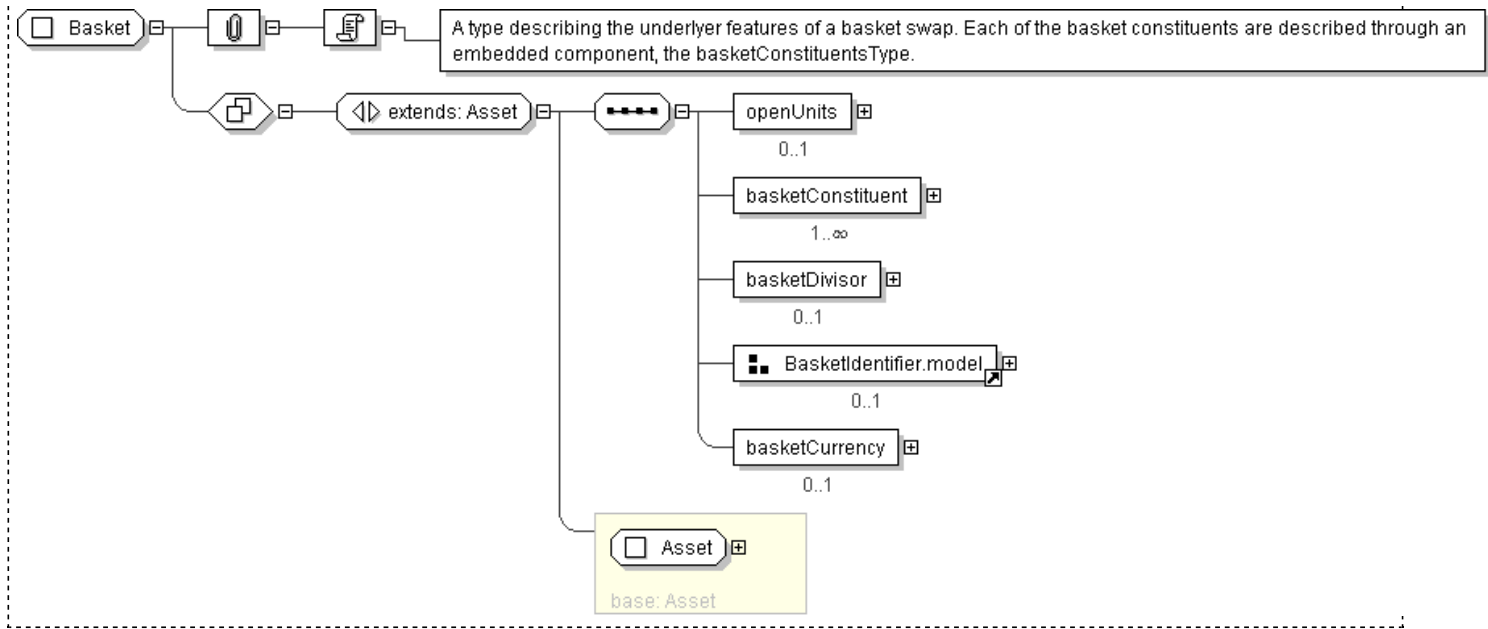 Basket
A type describing the underlyer features of a basket swap. Each of the basket constituents are described through an
embedded component, the basketConstituentsType.
extends: Asset
openUnits
0..1
basketConstituent
1..∞
basketDivisor
0..1
BasketIdentifier.model
0..1
basketCurrency
0..1
Asset
base: Asset